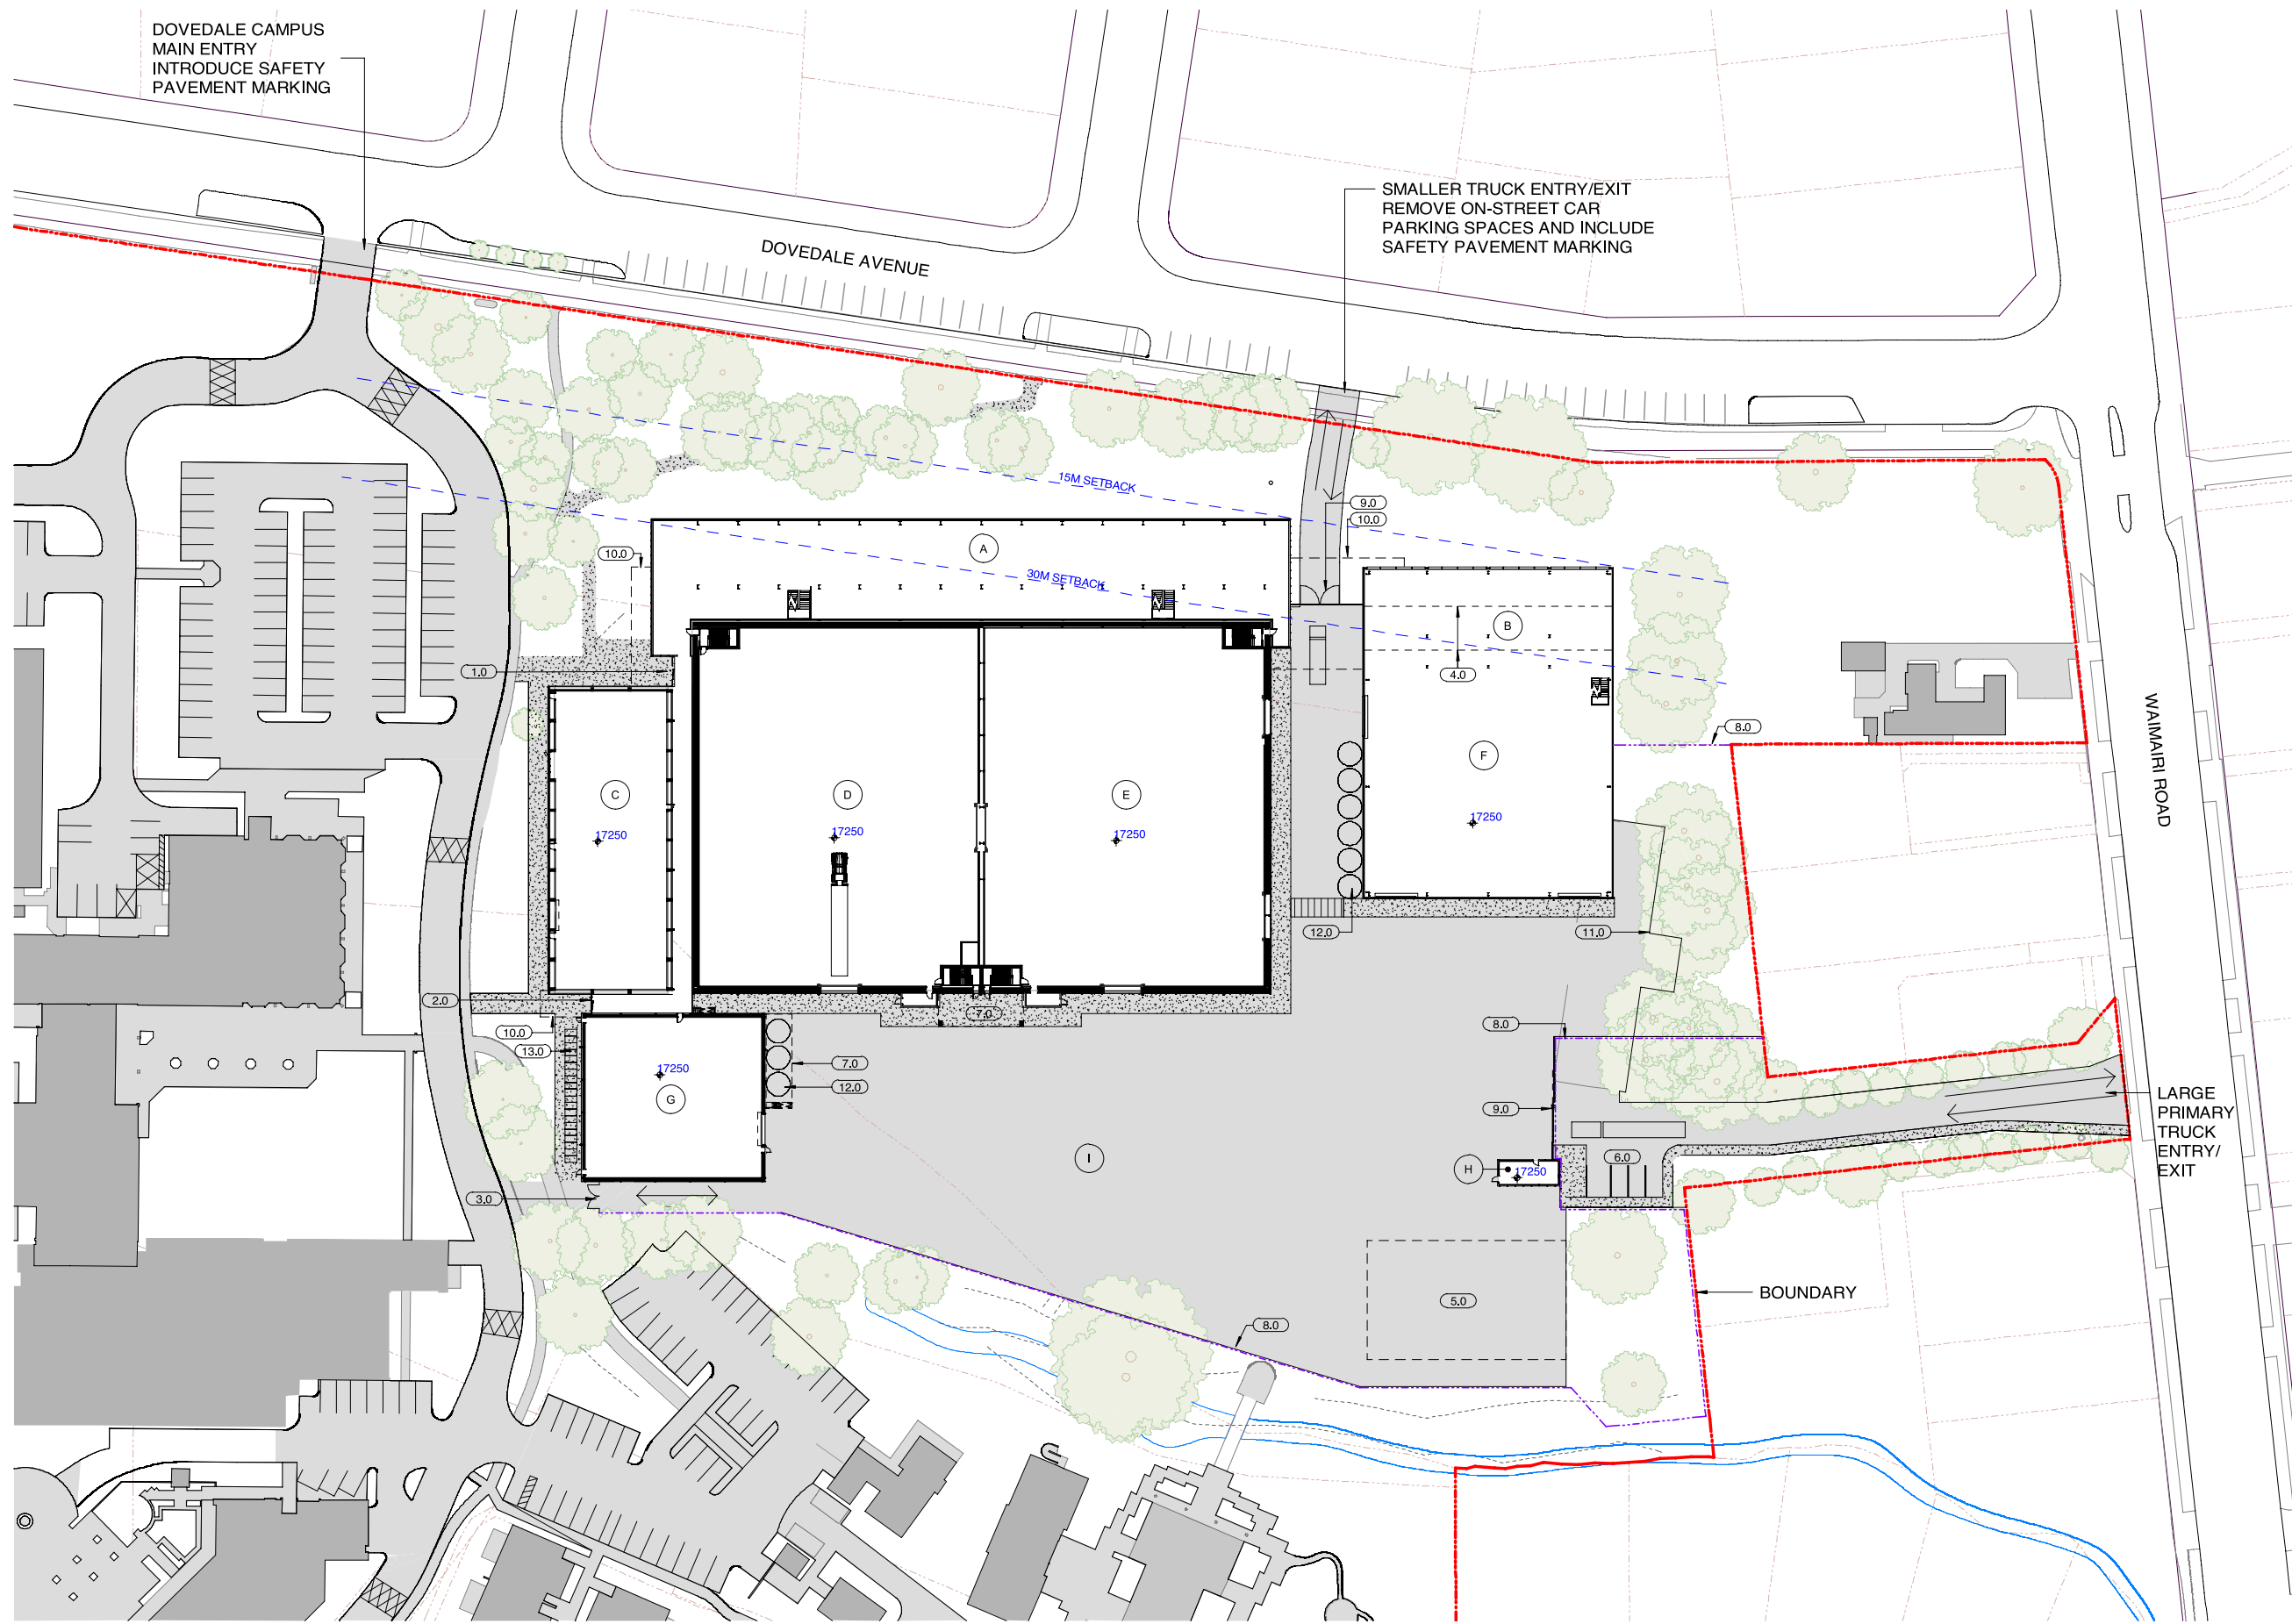 DOVEDALE CAMPUS
MAIN ENTRY
INTRODUCE SAFETY
PAVEMENT MARKING
SMALLER TRUCK ENTRY/EXIT
REMOVE ON-STREET CAR
PARKING SPACES AND INCLUDE
SAFETY PAVEMENT MARKING
DOVEDALE AVENUE
15M SETBACK
9.0
10.0
A
10.0
30M SETBACK
B
1.0
4.0
WAIMAIRI ROAD
8.0
F
C
D
E
17250
17250
17250
17250
12.0
11.0
2.0
7.0
10.0
8.0
13.0
7.0
17250
12.0
G
9.0
LARGE
PRIMARY
TRUCK
ENTRY/
EXIT
I
6.0
H
17250
3.0
BOUNDARY
5.0
8.0